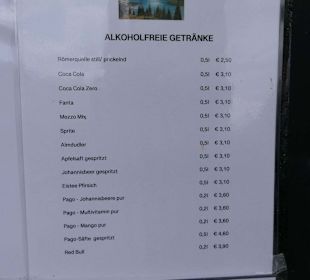 ALKOHOLFREIE GETRÄNKE
Römerquelle still/ prickelnd 0,5l € 2,50
Coca Cola 0,5l € 3,10
Coca Cola Zero 0,5l € 3,10
Fanta 0,5l € 3,10
Mezzo Mix 0,5l € 3,10
Sprite 0,5l € 3,10
Almdudler 0,5l € 3,10
Apfelsaft gespritzt 0,5l € 3,10
Johannisbeer gespritzt 0,5l € 3,10
Eistee Pfirsich 0,5l € 3,10
Pago - Johannesbeere pur 0,2l € 3,60
Pago - Multivitamin pur 0,2l € 3,60
Pago - Mango pur 0,2l € 3,60
Pago-Säfte gespritzt 0,5l € 4,60
Red Bull 0,2l € 3,90